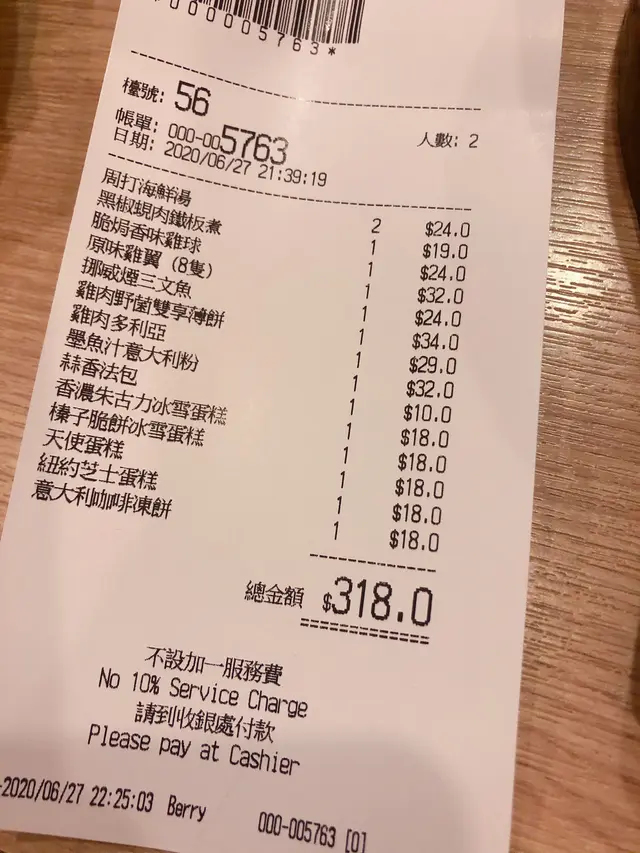 *000005763*
檯號: 56 人數: 2
帳單: 000-005763
日期: 2020/06/27 21:39:19
周打海鮮湯 2 $24.0
黑椒蜆肉鐵板煮 1 $19.0
脆焗香味雞球 1 $24.0
原味雞翼 (8隻) 1 $32.0
挪威煙三文魚 1 $24.0
雞肉野菌雙享薄餅 1 $34.0
雞肉多利亞 1 $29.0
墨魚汁意大利粉 1 $32.0
蒜香法包 1 $10.0
香濃朱古力冰雪蛋糕 1 $18.0
榛子脆餅冰雪蛋糕 1 $18.0
天使蛋糕 1 $18.0
紐約芝士蛋糕 1 $18.0
意大利咖啡凍餅 1 $18.0
總金額 $318.0
不設加一服務費
No 10% Service Charge
請到收銀處付款
Please pay at Cashier
-2020/06/27 22:25:03 Berry 000-005763 [0]